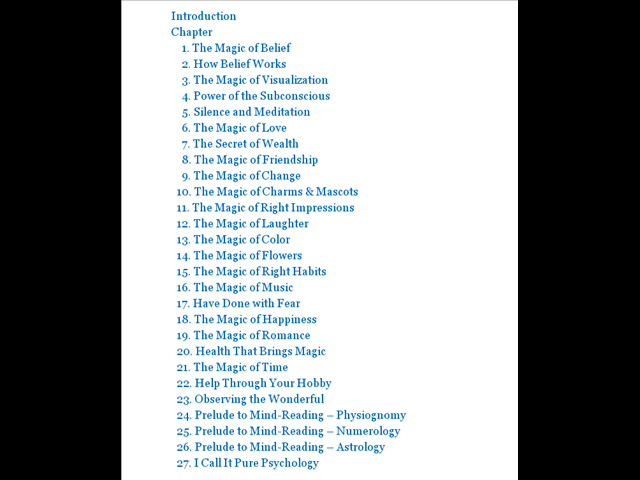 Introduction
Chapter
1. The Magic of Belief
2. How Belief Works
3. The Magic of Visualization
4. Power of the Subconscious
5. Silence and Meditation
6. The Magic of Love
7. The Secret of Wealth
8. The Magic of Friendship
9. The Magic of Change
10. The Magic of Charms & Mascots
11. The Magic of Right Impressions
12. The Magic of Laughter
13. The Magic of Color
14. The Magic of Flowers
15. The Magic of Right Habits
16. The Magic of Music
17. Have Done with Fear
18. The Magic of Happiness
19. The Magic of Romance
20. Health That Brings Magic
21. The Magic of Time
22. Help Through Your Hobby
23. Observing the Wonderful
24. Prelude to Mind-Reading – Physiognomy
25. Prelude to Mind-Reading – Numerology
26. Prelude to Mind-Reading – Astrology
27. I Call It Pure Psychology